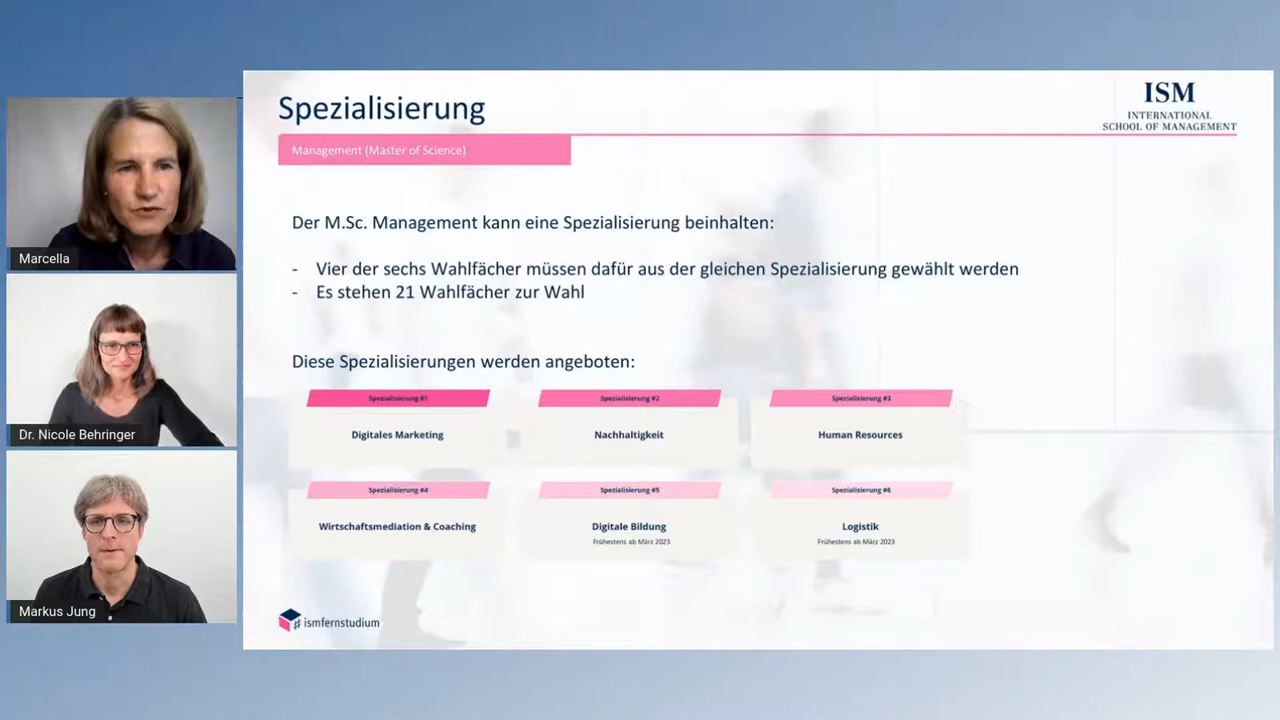 Spezialisierung
Management (Master of Science)
ISM
INTERNATIONAL
SCHOOL OF MANAGEMENT
Der M.Sc. Management kann eine Spezialisierung beinhalten:
- Vier der sechs Wahlfächer müssen dafür aus der gleichen Spezialisierung gewählt werden
- Es stehen 21 Wahlfächer zur Wahl
Diese Spezialisierungen werden angeboten:
Spezialisierung #1
Digitales Marketing
Spezialisierung #2
Nachhaltigkeit
Spezialisierung #3
Human Resources
Spezialisierung #4
Wirtschaftsmediation & Coaching
Spezialisierung #5
Digitale Bildung
Frühestens ab März 2023
Spezialisierung #6
Logistik
Frühestens ab März 2023
ismfernstudium
Marcella
Dr. Nicole Behringer
Markus Jung